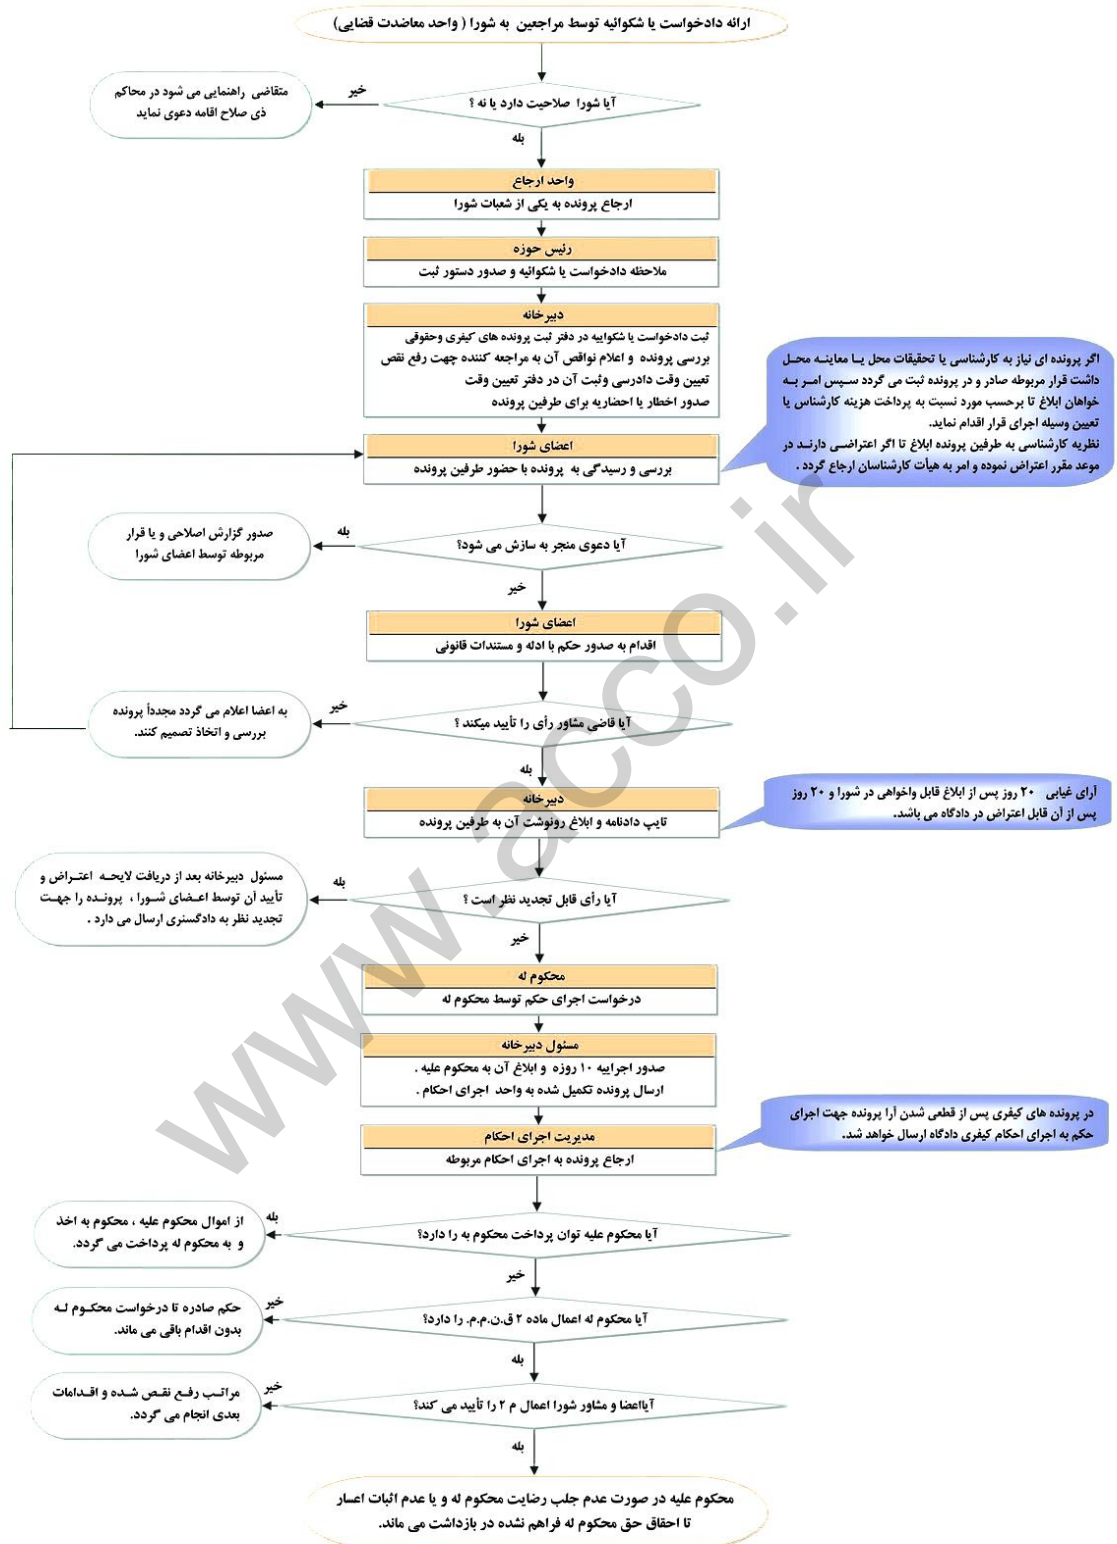 ارائه دادخواست یا شکوائیه توسط مراجعین به شورا ( واحد معاضدت قضایی)
آیا شورا صلاحیت دارد یا نه ؟
خیر
متقاضی راهنمایی می شود در محاکم
ذی صلاح اقامه دعوی نماید
بله
واحد ارجاع
ارجاع پرونده به یکی از شعبات شورا
رئیس حوزه
ملاحظه دادخواست یا شکوائیه و صدور دستور ثبت
دبیرخانه
ثبت دادخواست یا شکواییه در دفتر ثبت پرونده های کیفری وحقوقی
بررسی پرونده و اعلام نواقص آن به مراجعه کننده چهت رفع نقص
تعیین وقت دادرسی وثبت آن در دفتر تعیین وقت
صدور اخطار یا احضاریه برای طرفین پرونده
اگر پرونده ای نیاز به کارشناسی یا تحقیقات محل یـا معاینـه محـل
داشت قرار مربوطه صادر و در پرونده ثبت می گردد سـپس امـر بـه
خواهان ابلاغ تا برحسب مورد نسبت به پرداخت هزینه کارشناس یا
تعیین وسیله اجرای قرار اقدام نماید.
نظریه کارشناسی به طرفین پرونده ابلاغ تا اگر اعتراضـی دارنـد در
موعد مقرر اعتراض نموده و امر به هیأت کارشناسان ارجاع گردد .
اعضای شورا
بررسی و رسیدگی به پرونده با حضور طرفین پرونده
آیا دعوی منجر به سازش می شود؟
بله
صدور گزارش اصلاحی و یا قرار
مربوطه توسط اعضای شورا
خیر
اعضای شورا
اقدام به صدور حکم با ادله و مستندات قانونی
آیا قاضی مشاور رأی را تأیید میکند ؟
خیر
به اعضا اعلام می گردد مجدداً پرونده
بررسی و اتخاذ تصمیم کنند.
بله
دبیرخانه
تایپ دادنامه و ابلاغ رونوشت آن به طرفین پرونده
آرای غیابی ۲۰ روز پس از ابلاغ قابل واخواهی در شورا و ۲۰ روز
پس از آن قابل اعتراض در دادگاه می باشد.
آیا رأی قابل تجدید نظر است ؟
بله
مسئول دبیرخانه بعد از دریافت لایحـه اعتـراض و
تأیید آن توسط اعـضای شـورا ، پرونـده را جهـت
تجدید نظر به دادگستری ارسال می دارد .
خیر
محکوم له
درخواست اجرای حکم توسط محکوم له
مسئول دبیرخانه
صدور اجراییه ۱۰ روزه و ابلاغ آن به محکوم علیه .
ارسال پرونده تکمیل شده به واحد اجرای احکام .
مدیریت اجرای احکام
ارجاع پرونده به اجرای احکام مربوطه
در پرونده های کیفری پس از قطعی شدن آرا پرونده جهت اجرای
حکم به اجرای احکام کیفری دادگاه ارسال خواهد شد.
آیا محکوم علیه توان پرداخت محکوم به را دارد؟
بله
از اموال محکوم علیه ، محکوم به اخذ
و به محکوم له پرداخت می گردد.
خیر
آیا محکوم له اعمال ماده ۲ ق.ن.م.م. را دارد؟
خیر
حکم صادره تا درخواست محکـوم لـه
بدون اقدام باقی می ماند.
بله
آیااعضا و مشاور شورا اعمال م ۲ را تأیید می کند؟
خیر
مراتـب رفـع نقـص شـده و اقـدامات
بعدی انجام می گردد.
بله
محکوم علیه در صورت عدم جلب رضایت محکوم له و یا عدم اثبات اعسار
تا احقاق حق محکوم له فراهم نشده در بازداشت می ماند.
www.acco.ir